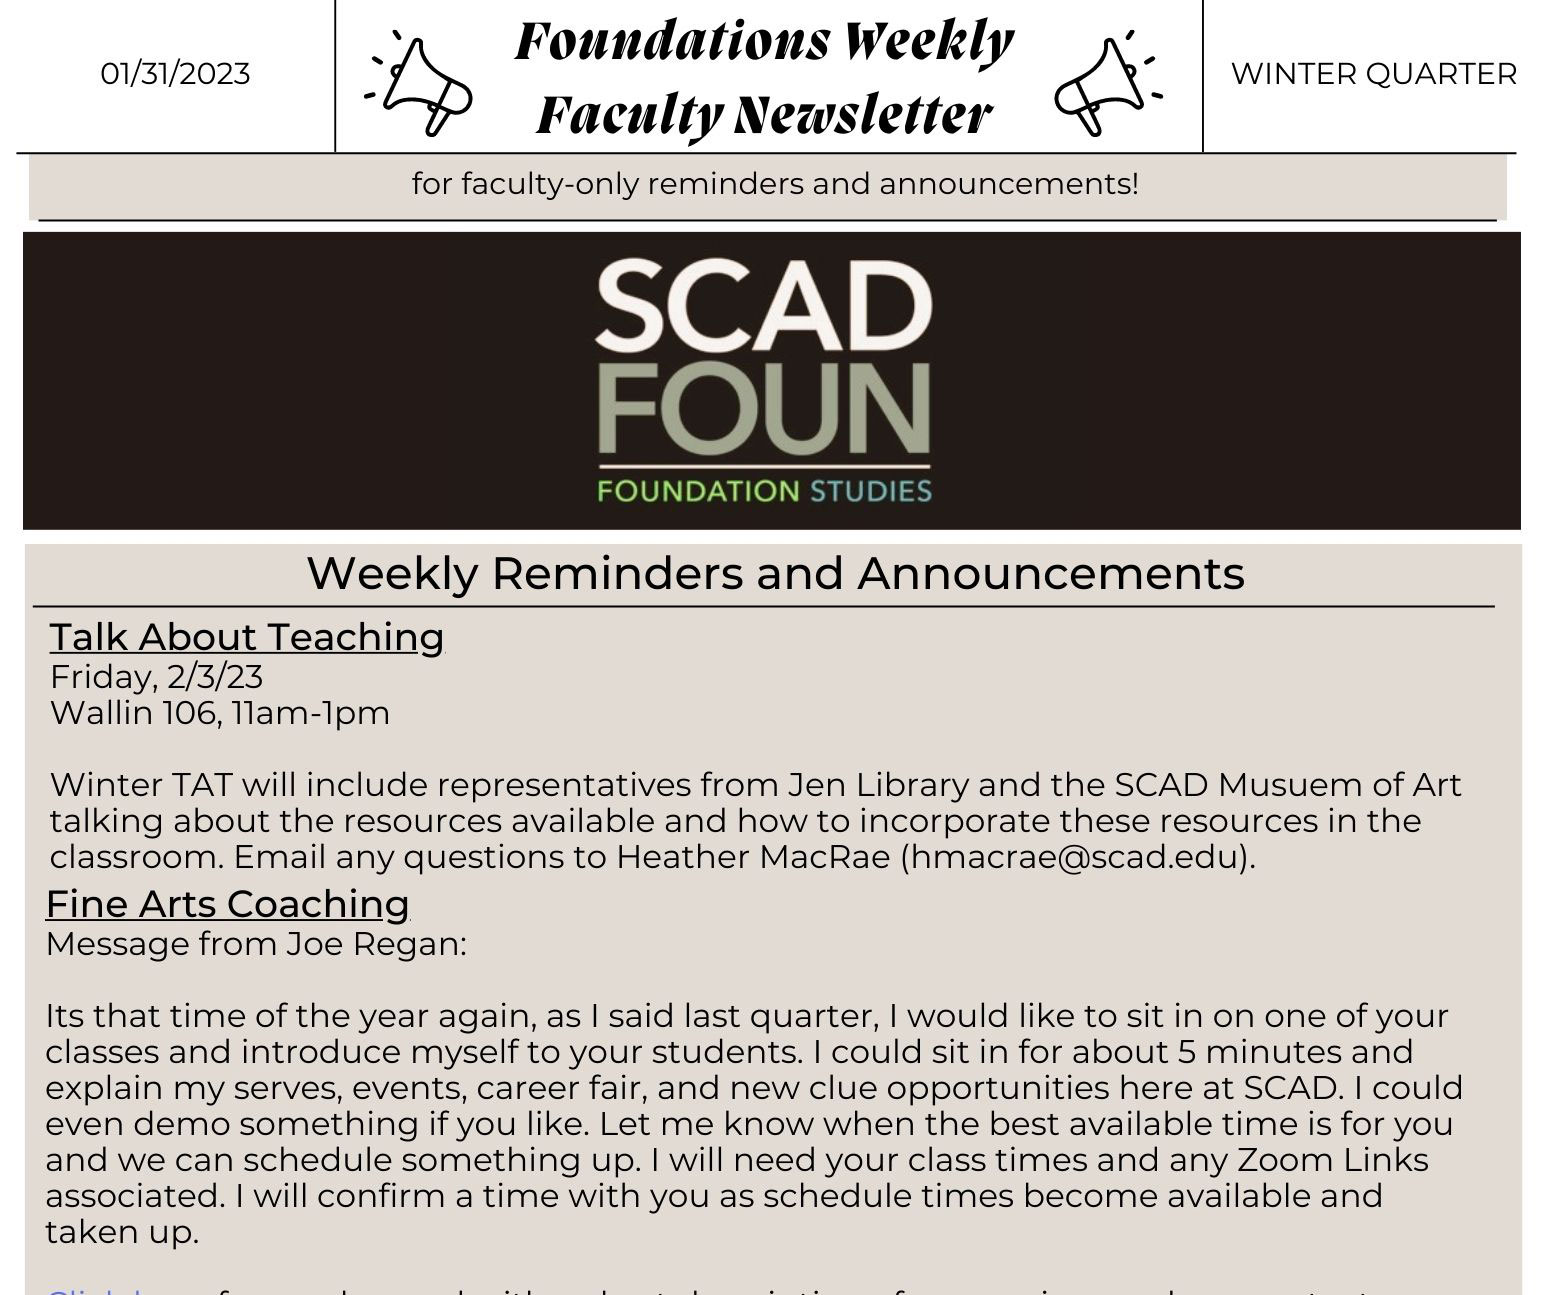 01/31/2023
Foundations Weekly
Faculty Newsletter
WINTER QUARTER
for faculty-only reminders and announcements!
SCAD
FOUN
FOUNDATION STUDIES
Weekly Reminders and Announcements
Talk About Teaching
Friday, 2/3/23
Wallin 106, 11am-1pm
Winter TAT will include representatives from Jen Library and the SCAD Musuem of Art
talking about the resources available and how to incorporate these resources in the
classroom. Email any questions to Heather MacRae (hmacrae@scad.edu).
Fine Arts Coaching
Message from Joe Regan:
Its that time of the year again, as I said last quarter, I would like to sit in on one of your
classes and introduce myself to your students. I could sit in for about 5 minutes and
explain my serves, events, career fair, and new clue opportunities here at SCAD. I could
even demo something if you like. Let me know when the best available time is for you
and we can schedule something up. I will need your class times and any Zoom Links
associated. I will confirm a time with you as schedule times become available and
taken up.